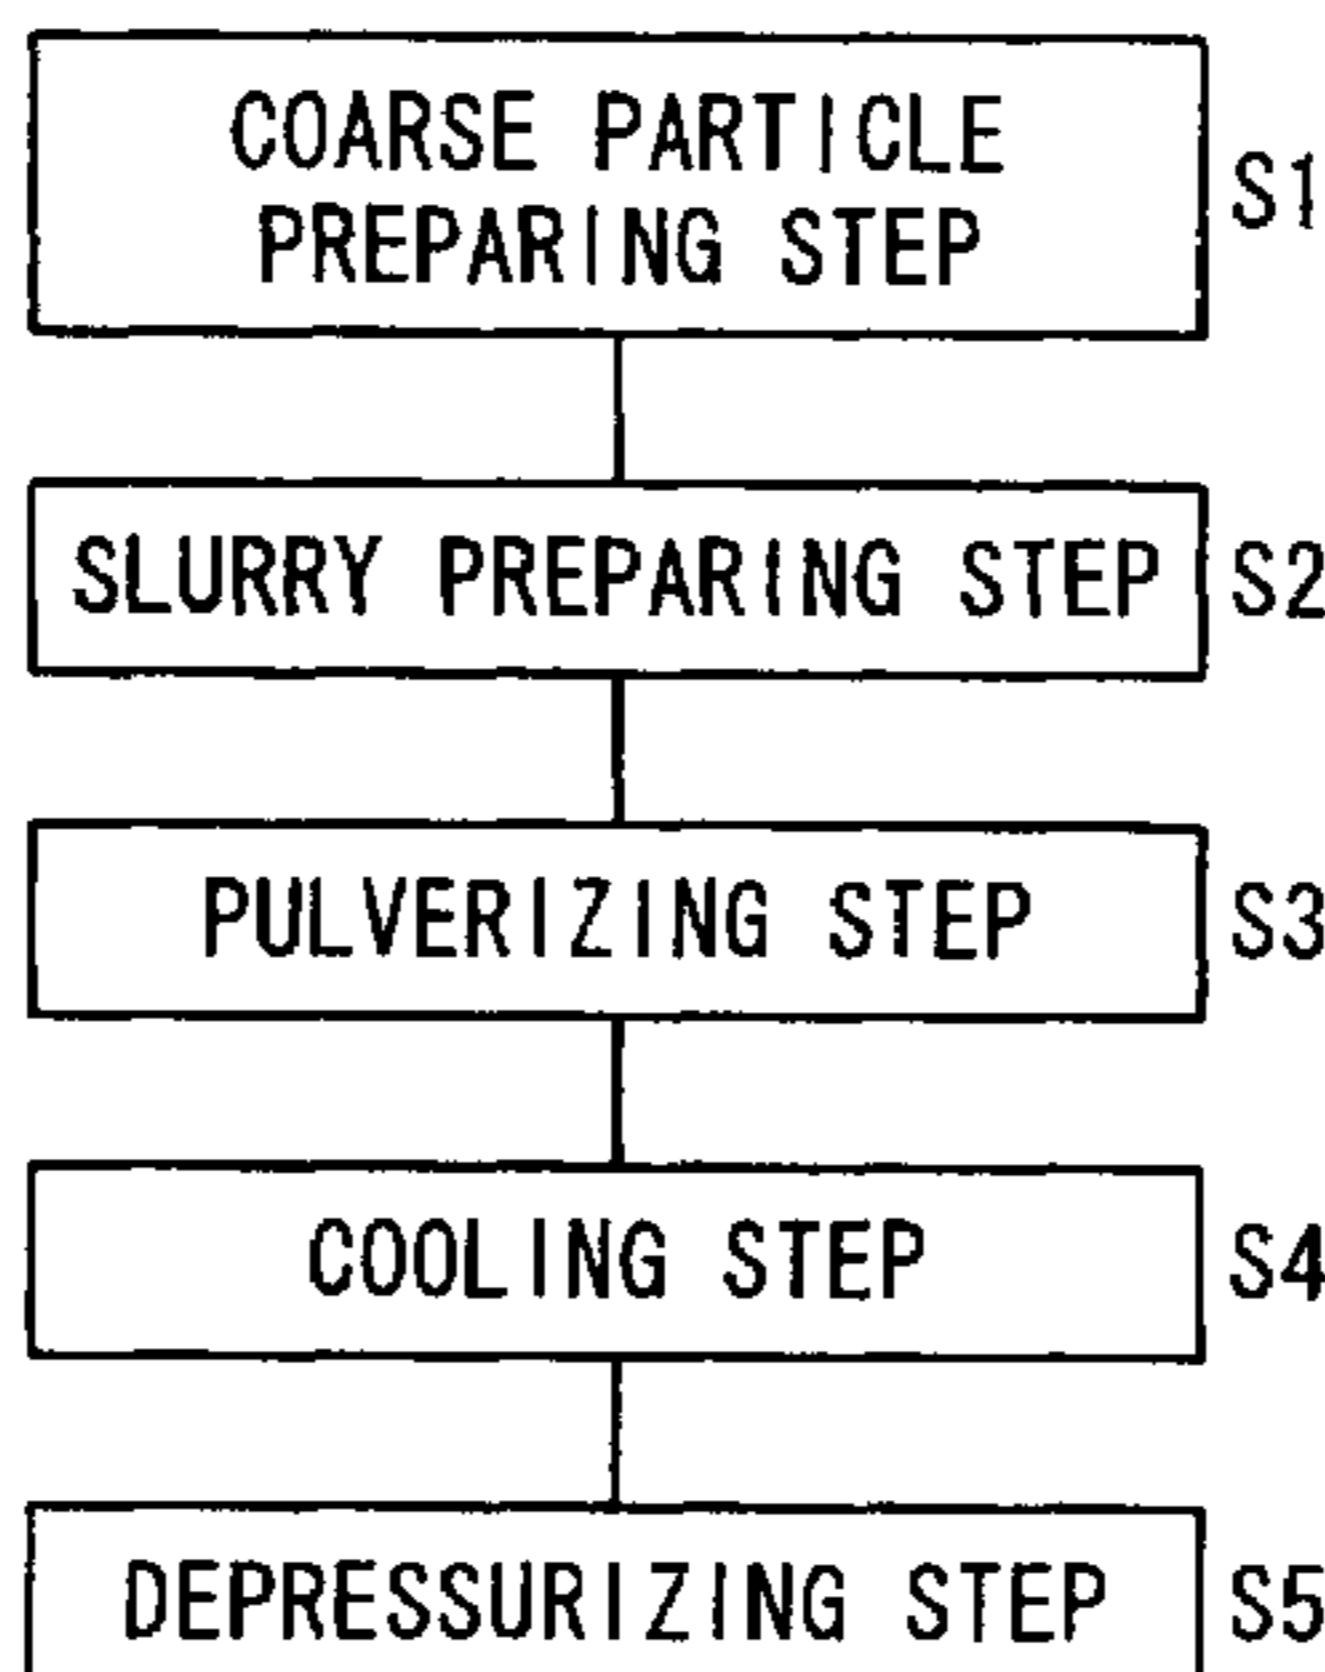 COARSE PARTICLE
PREPARING STEP
S1
SLURRY PREPARING STEP
S2
PULVERIZING STEP
S3
COOLING STEP
S4
DEPRESSURIZING STEP
S5